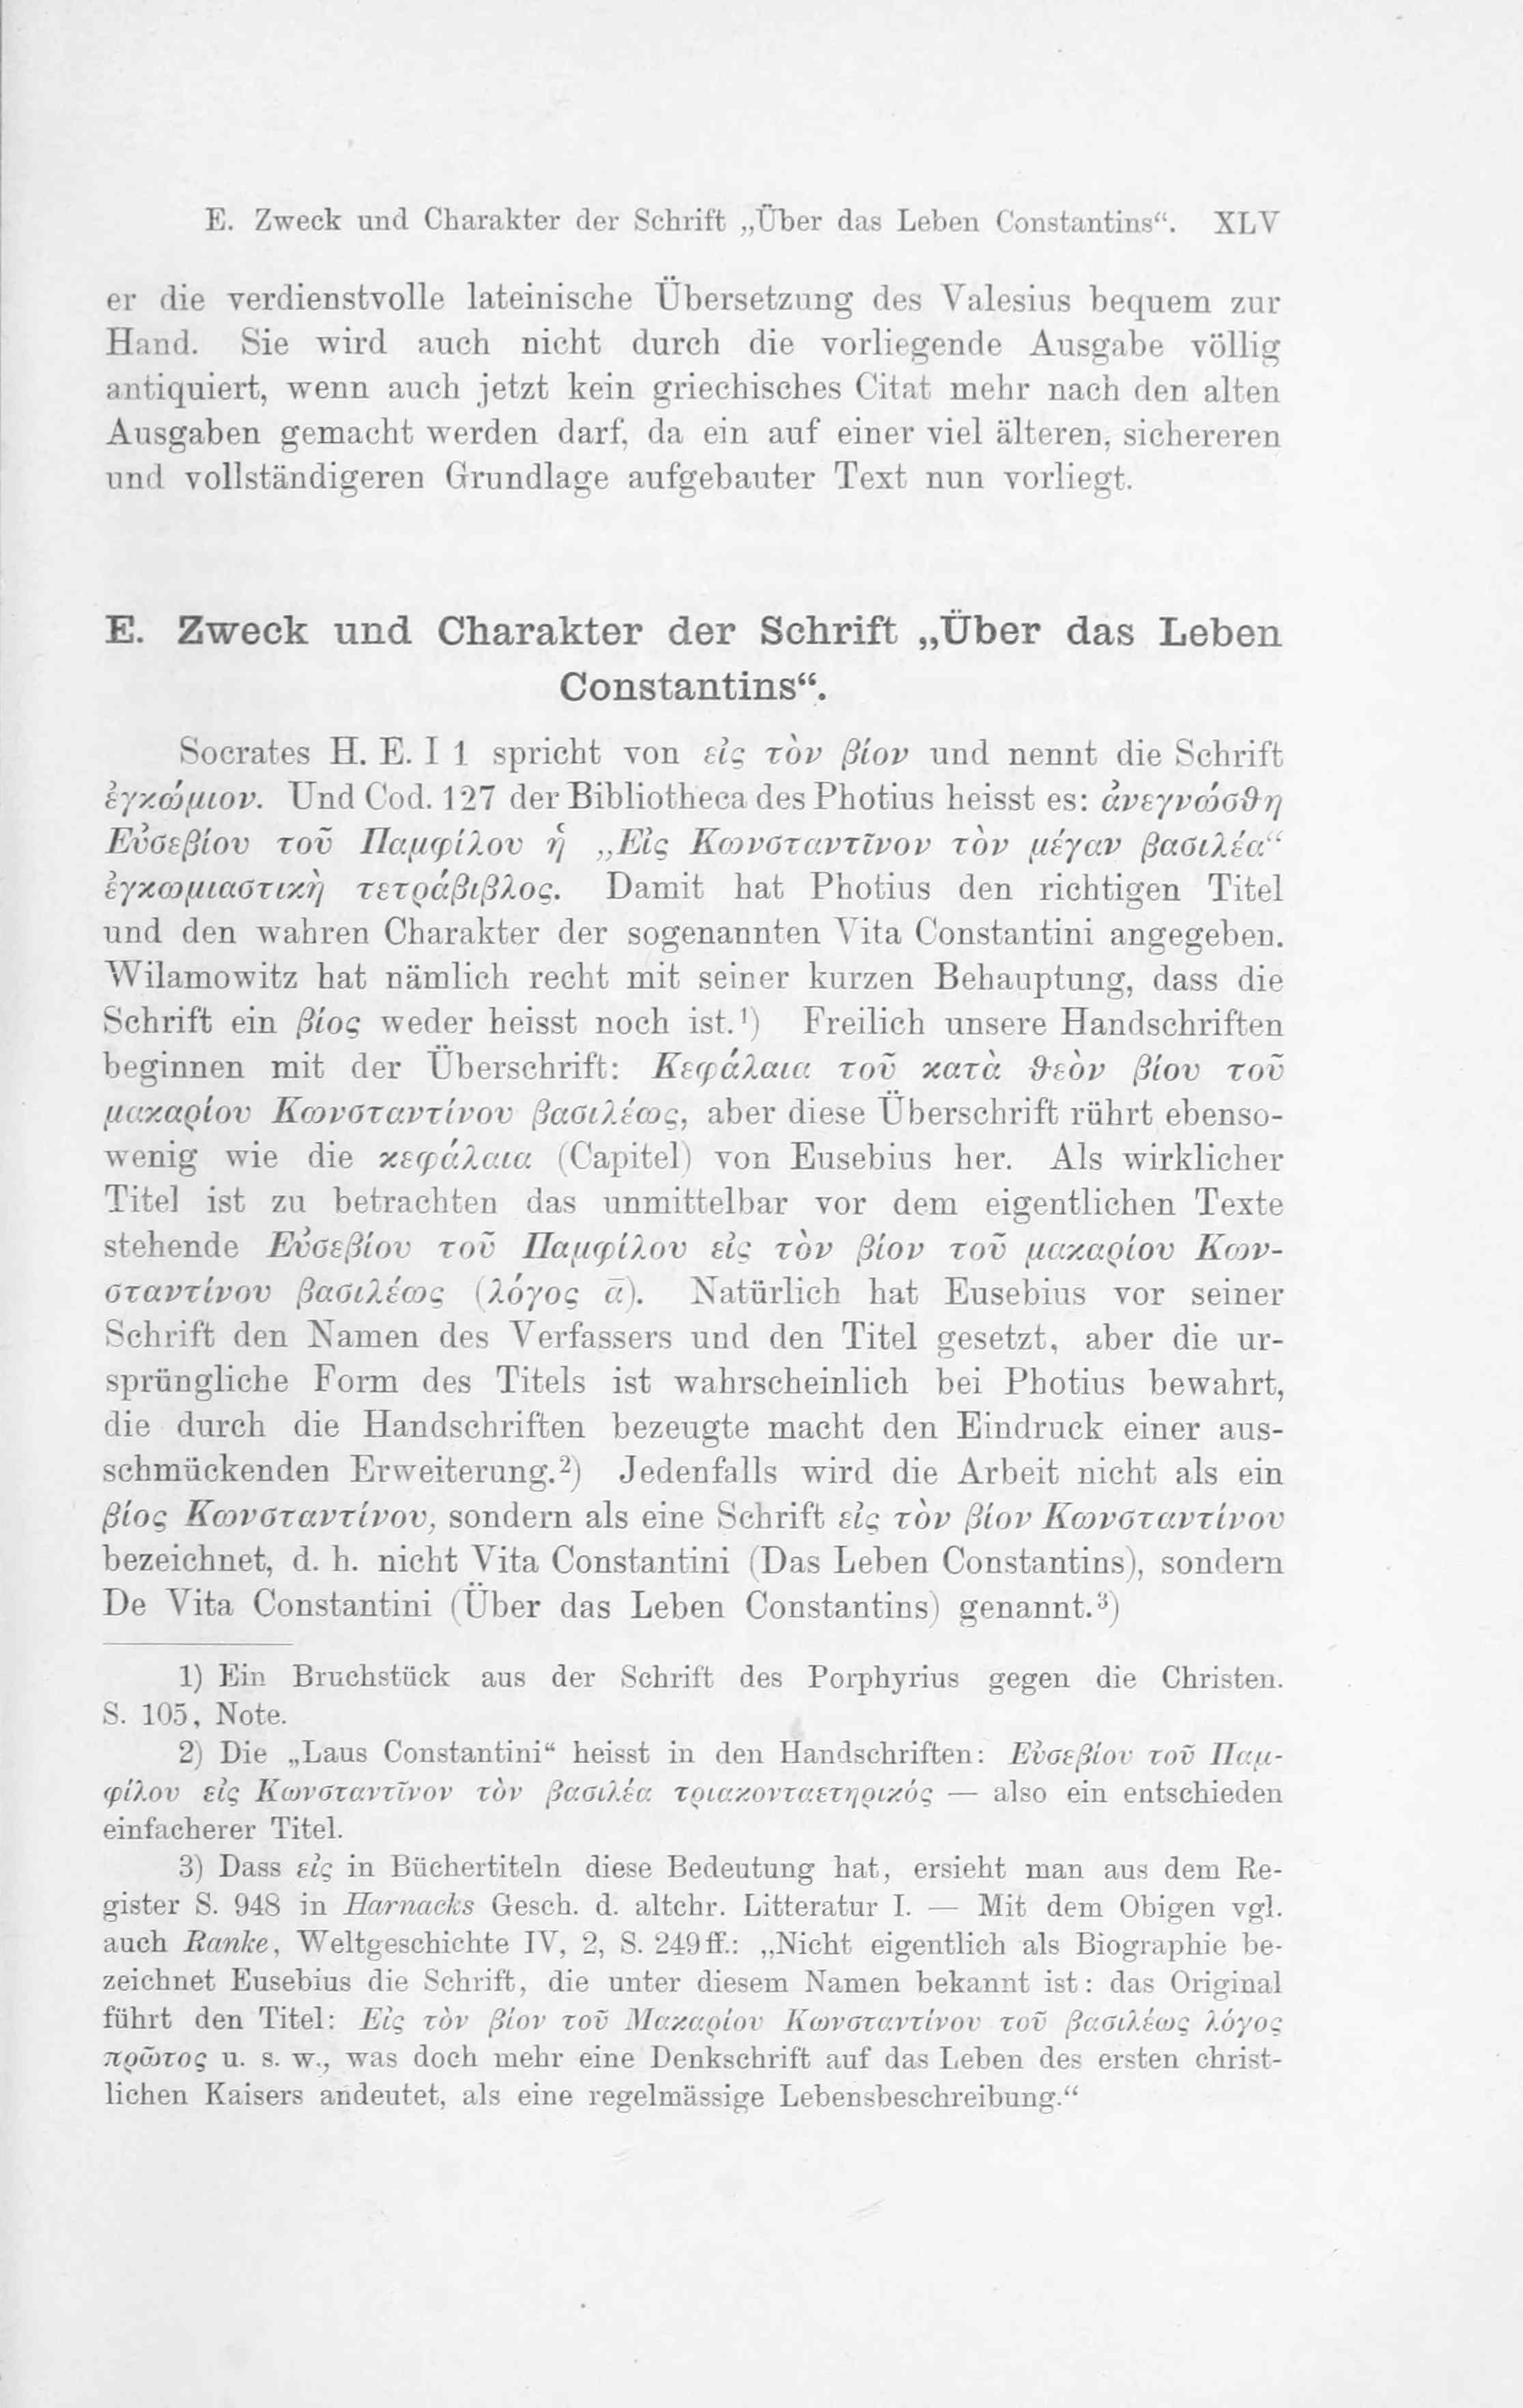 E. Zweck und Charakter der Schrift „Über das Leben Constantins“. XLV
er die verdienstvolle lateinische Übersetzung des Valesius bequem zur
Hand. Sie wird auch nicht durch die vorliegende Ausgabe völlig
antiquiert, wenn auch jetzt kein griechisches Citat mehr nach den alten
Ausgaben gemacht werden darf, da ein auf einer viel älteren, sichereren
und vollständigeren Grundlage aufgebauter Text nun vorliegt.
E. Zweck und Charakter der Schrift „Über das Leben
Constantins“.
Socrates H. E. I 1 spricht von εἰς τὸν βίον und nennt die Schrift
ἐγκώμιον. Und Cod. 127 der Bibliotheca des Photius heisst es: ἀνεγνώσθη
Εὐσεβίου τοῦ Παμφίλου ἡ „Εἰς Κωνσταντῖνον τὸν μέγαν βασιλέα“
ἐγκωμιαστικὴ τετράβιβλος. Damit hat Photius den richtigen Titel
und den wahren Charakter der sogenannten Vita Constantini angegeben.
Wilamowitz hat nämlich recht mit seiner kurzen Behauptung, dass die
Schrift ein βίος weder heisst noch ist.¹) Freilich unsere Handschriften
beginnen mit der Überschrift: Κεφάλαια τοῦ κατὰ θεὸν βίου τοῦ
μακαρίου Κωνσταντίνου βασιλέως, aber diese Überschrift rührt ebenso-
wenig wie die κεφάλαια (Capitel) von Eusebius her. Als wirklicher
Titel ist zu betrachten das unmittelbar vor dem eigentlichen Texte
stehende Εὐσεβίου τοῦ Παμφίλου εἰς τὸν βίον τοῦ μακαρίου Κων-
σταντίνου βασιλέως (λόγος ᾱ). Natürlich hat Eusebius vor seiner
Schrift den Namen des Verfassers und den Titel gesetzt, aber die ur-
sprüngliche Form des Titels ist wahrscheinlich bei Photius bewahrt,
die durch die Handschriften bezeugte macht den Eindruck einer aus-
schmückenden Erweiterung.²) Jedenfalls wird die Arbeit nicht als ein
βίος Κωνσταντίνου, sondern als eine Schrift εἰς τὸν βίον Κωνσταντίνου
bezeichnet, d. h. nicht Vita Constantini (Das Leben Constantins), sondern
De Vita Constantini (Über das Leben Constantins) genannt.³)
1) Ein Bruchstück aus der Schrift des Porphyrius gegen die Christen.
S. 105, Note.
2) Die „Laus Constantini“ heisst in den Handschriften: Εὐσεβίου τοῦ Παμ-
φίλου εἰς Κωνσταντῖνον τὸν βασιλέα τριακονταετηρικός — also ein entschieden
einfacherer Titel.
3) Dass εἰς in Büchertiteln diese Bedeutung hat, ersieht man aus dem Re-
gister S. 948 in Harnacks Gesch. d. altchr. Litteratur I. — Mit dem Obigen vgl.
auch Ranke, Weltgeschichte IV, 2, S. 249 ff.: „Nicht eigentlich als Biographie be-
zeichnet Eusebius die Schrift, die unter diesem Namen bekannt ist: das Original
führt den Titel: Εἰς τὸν βίον τοῦ Μακαρίου Κωνσταντίνου τοῦ βασιλέως λόγος
πρῶτος u. s. w., was doch mehr eine Denkschrift auf das Leben des ersten christ-
lichen Kaisers andeutet, als eine regelmässige Lebensbeschreibung.“